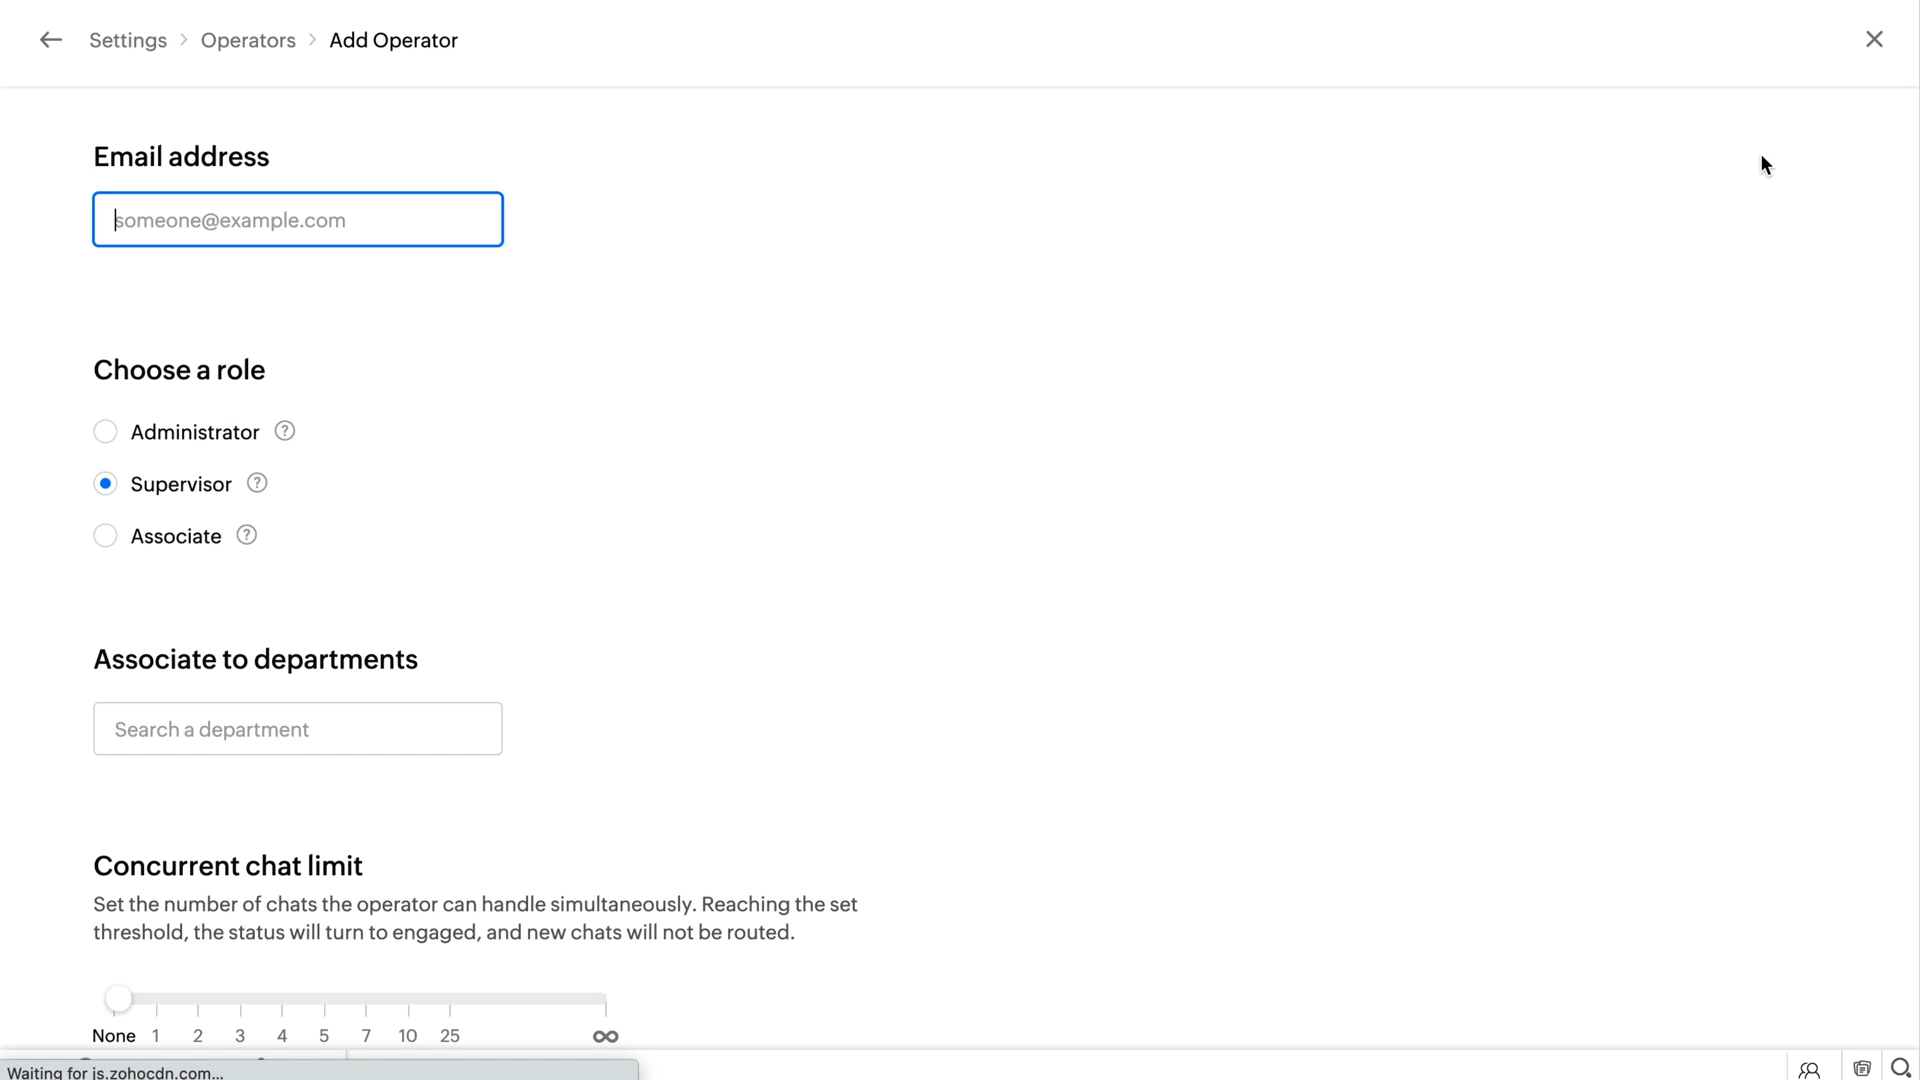 Settings > Operators > Add Operator
Email address
someone@example.com
Choose a role
Administrator ?
Supervisor ?
Associate ?
Associate to departments
Search a department
Concurrent chat limit
Set the number of chats the operator can handle simultaneously. Reaching the set
threshold, the status will turn to engaged, and new chats will not be routed.
None 1 2 3 4 5 7 10 25 ∞
Waiting for js.zohocdn.com...